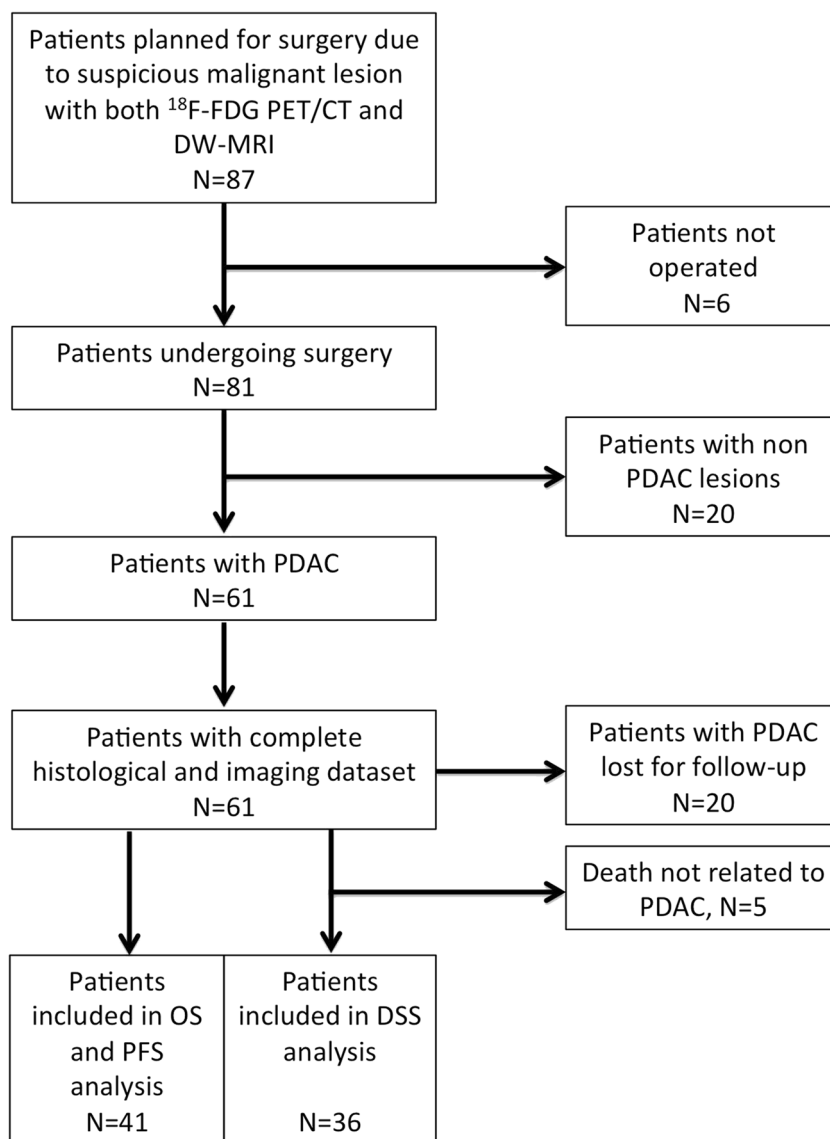 Patients planned for surgery due
to suspicious malignant lesion
with both ¹⁸F-FDG PET/CT and
DW-MRI
N=87
Patients not
operated
N=6
Patients undergoing surgery
N=81
Patients with non
PDAC lesions
N=20
Patients with PDAC
N=61
Patients with complete
histological and imaging dataset
N=61
Patients with PDAC
lost for follow-up
N=20
Death not related to
PDAC, N=5
Patients
included in OS
and PFS
analysis
N=41
Patients
included in DSS
analysis
N=36